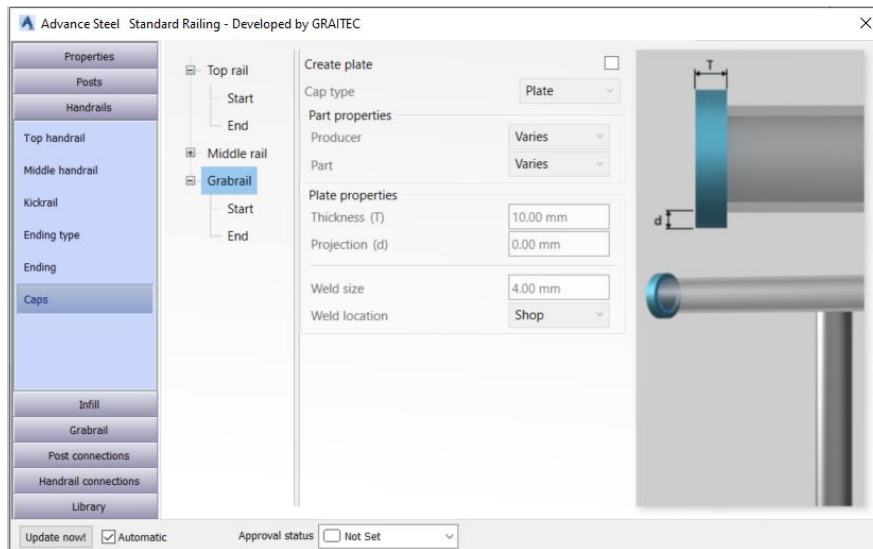 Advance Steel   Standard Railing - Developed by GRAITEC
Properties
Posts
Handrails
Top handrail
Middle handrail
Kickrail
Ending type
Ending
Caps
Infill
Grabrail
Post connections
Handrail connections
Library
Top rail
Start
End
Middle rail
Grabrail
Start
End
Create plate
Cap type Plate
Part properties
Producer Varies
Part Varies
Plate properties
Thickness (T) 10.00 mm
Projection (d) 0.00 mm
Weld size 4.00 mm
Weld location Shop
T
d
Update now! Automatic Approval status Not Set